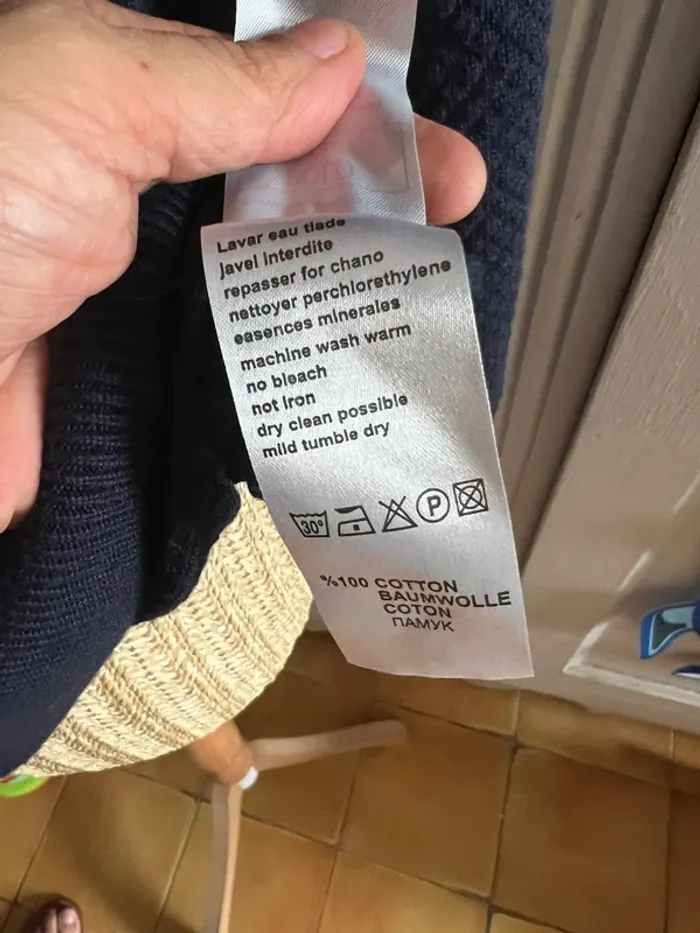 Lavar eau tiade
javel interdite
repasser for chano
nettoyer perchlorethylene
easences minerales
machine wash warm
no bleach
not iron
dry clean possible
mild tumble dry
30°
P
%100 COTTON
BAUMWOLLE
COTON
ПАМУК